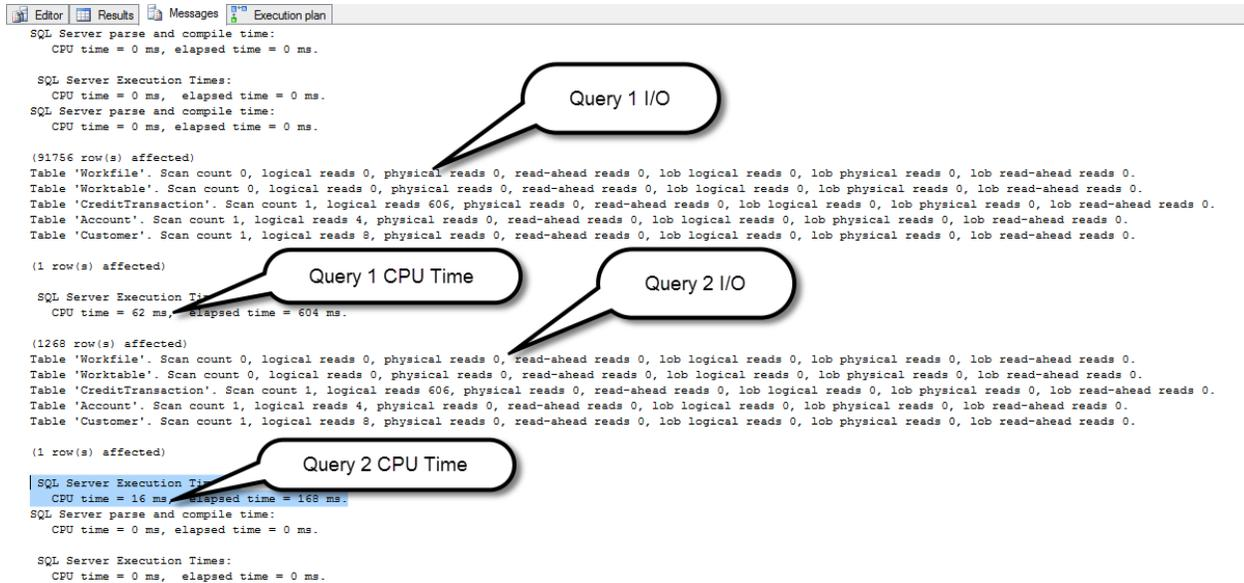 Editor Results Messages Execution plan
SQL Server parse and compile time:
CPU time = 0 ms, elapsed time = 0 ms.
SQL Server Execution Times:
CPU time = 0 ms,  elapsed time = 0 ms.
SQL Server parse and compile time:
CPU time = 0 ms, elapsed time = 0 ms.
Query 1 I/O
(91756 row(s) affected)
Table 'Workfile'. Scan count 0, logical reads 0, physical reads 0, read-ahead reads 0, lob logical reads 0, lob physical reads 0, lob read-ahead reads 0.
Table 'Worktable'. Scan count 0, logical reads 0, physical reads 0, read-ahead reads 0, lob logical reads 0, lob physical reads 0, lob read-ahead reads 0.
Table 'CreditTransaction'. Scan count 1, logical reads 606, physical reads 0, read-ahead reads 0, lob logical reads 0, lob physical reads 0, lob read-ahead reads 0.
Table 'Account'. Scan count 1, logical reads 4, physical reads 0, read-ahead reads 0, lob logical reads 0, lob physical reads 0, lob read-ahead reads 0.
Table 'Customer'. Scan count 1, logical reads 8, physical reads 0, read-ahead reads 0, lob logical reads 0, lob physical reads 0, lob read-ahead reads 0.
(1 row(s) affected)
Query 1 CPU Time
Query 2 I/O
SQL Server Execution
CPU time = 62 ms, elapsed time = 604 ms.
(1268 row(s) affected)
Table 'Workfile'. Scan count 0, logical reads 0, physical reads 0, read-ahead reads 0, lob logical reads 0, lob physical reads 0, lob read-ahead reads 0.
Table 'Worktable'. Scan count 0, logical reads 0, physical reads 0, read-ahead reads 0, lob logical reads 0, lob physical reads 0, lob read-ahead reads 0.
Table 'CreditTransaction'. Scan count 1, logical reads 606, physical reads 0, read-ahead reads 0, lob logical reads 0, lob physical reads 0, lob read-ahead reads 0.
Table 'Account'. Scan count 1, logical reads 4, physical reads 0, read-ahead reads 0, lob logical reads 0, lob physical reads 0, lob read-ahead reads 0.
Table 'Customer'. Scan count 1, logical reads 8, physical reads 0, read-ahead reads 0, lob logical reads 0, lob physical reads 0, lob read-ahead reads 0.
(1 row(s) affected)
Query 2 CPU Time
SQL Server Execution
CPU time = 16 ms, elapsed time = 168 ms.
SQL Server parse and compile time:
CPU time = 0 ms, elapsed time = 0 ms.
SQL Server Execution Times:
CPU time = 0 ms,  elapsed time = 0 ms.